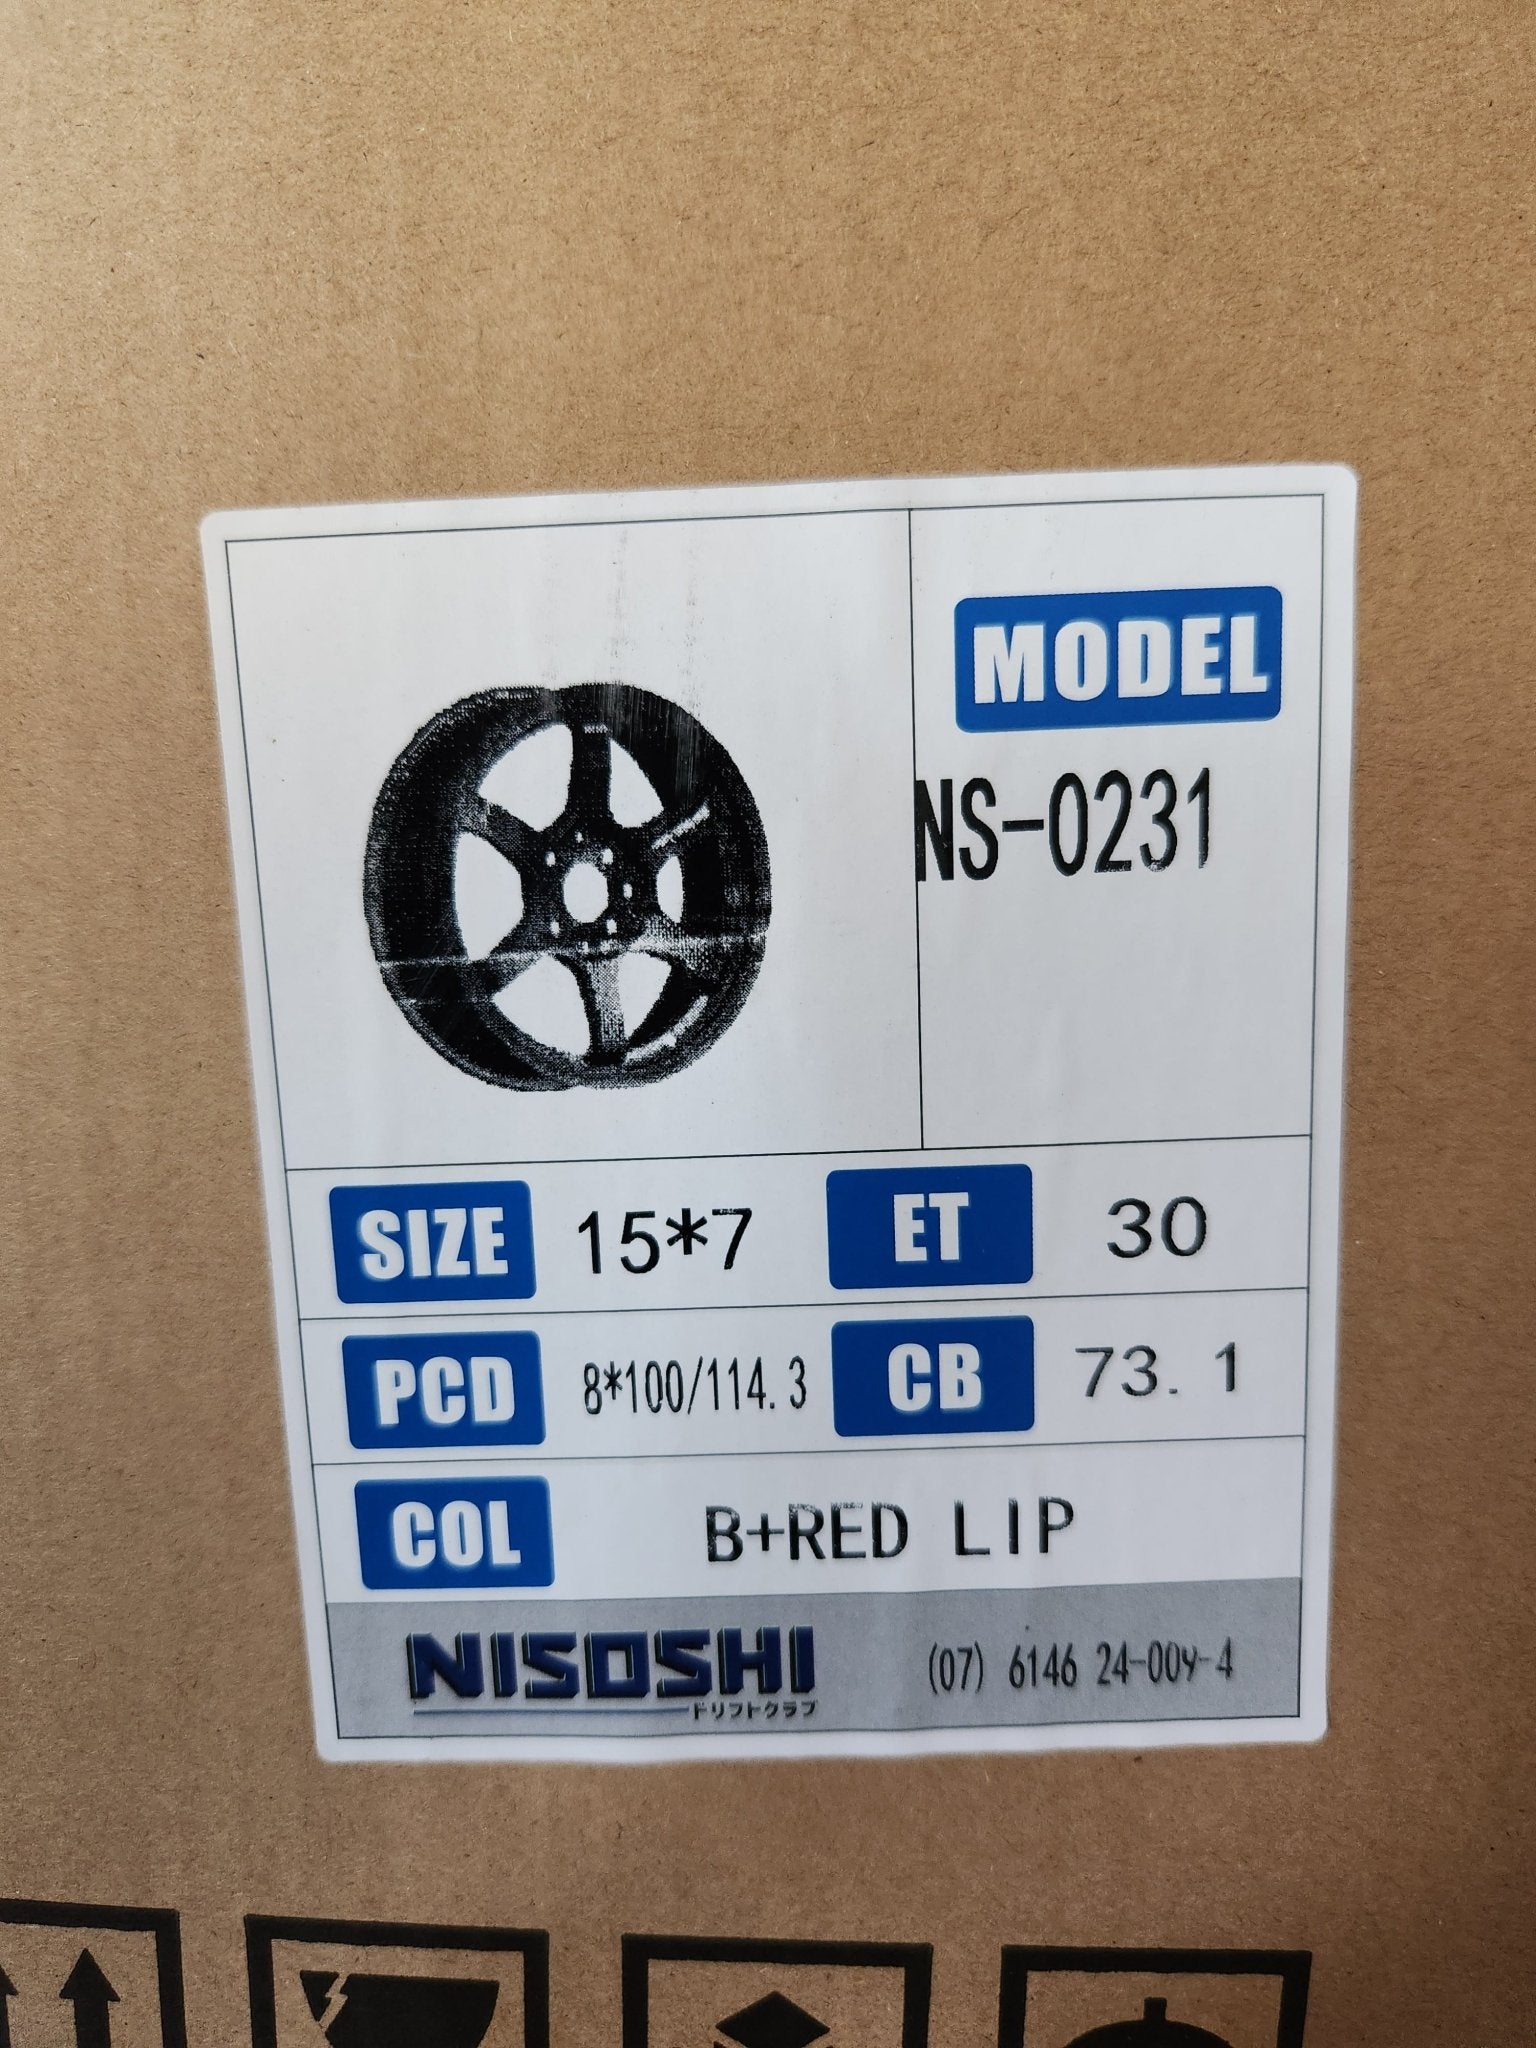 MODEL
NS-0231
SIZE 15*7 ET 30
PCD 8*100/114.3 CB 73.1
COL B+RED LIP
NISOSHI (07) 6146 24-00y-4
ドリフトクラブ